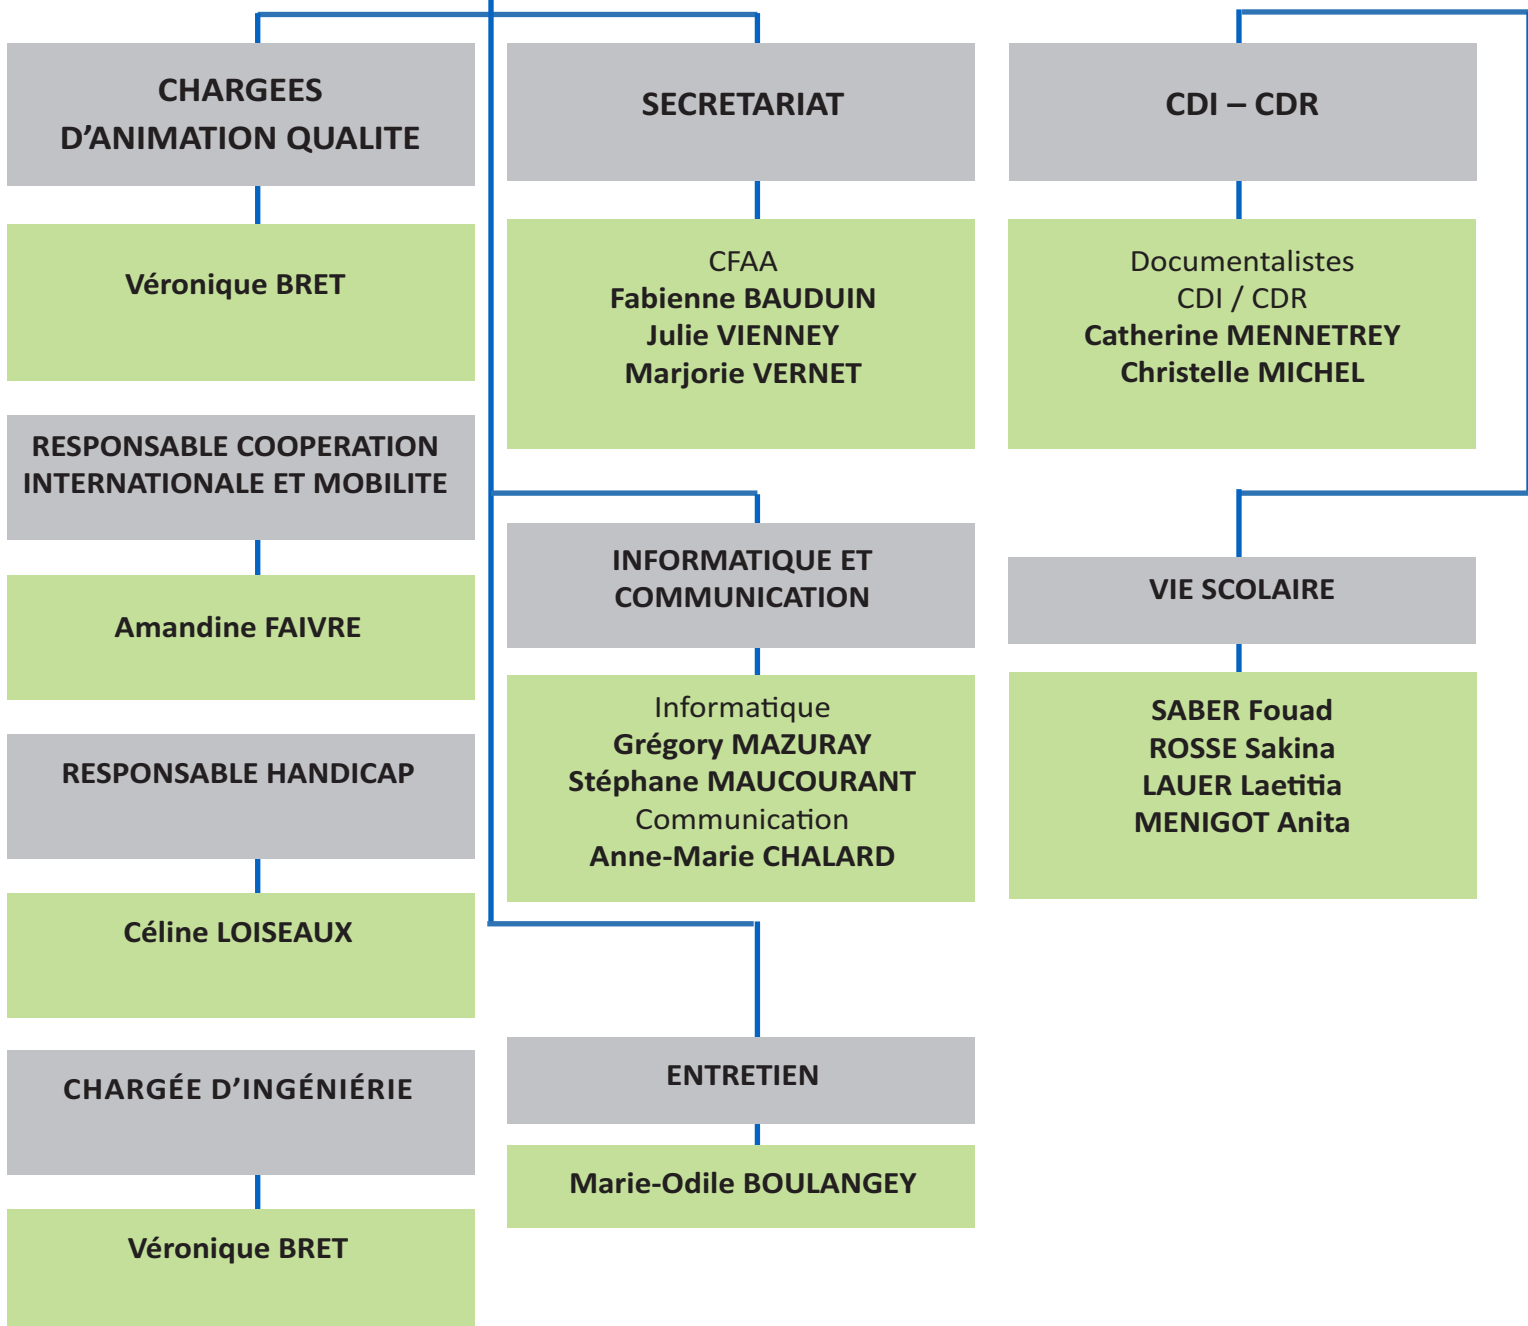 CHARGEES
D’ANIMATION QUALITE
Véronique BRET
RESPONSABLE COOPERATION
INTERNATIONALE ET MOBILITE
Amandine FAIVRE
RESPONSABLE HANDICAP
Céline LOISEAUX
CHARGÉE D’INGÉNIÉRIE
Véronique BRET
SECRETARIAT
CFAA
Fabienne BAUDUIN
Julie VIENNEY
Marjorie VERNET
INFORMATIQUE ET
COMMUNICATION
Informatique
Grégory MAZURAY
Stéphane MAUCOURANT
Communication
Anne-Marie CHALARD
ENTRETIEN
Marie-Odile BOULANGEY
CDI – CDR
Documentalistes
CDI / CDR
Catherine MENNETREY
Christelle MICHEL
VIE SCOLAIRE
SABER Fouad
ROSSE Sakina
LAUER Laetitia
MENIGOT Anita